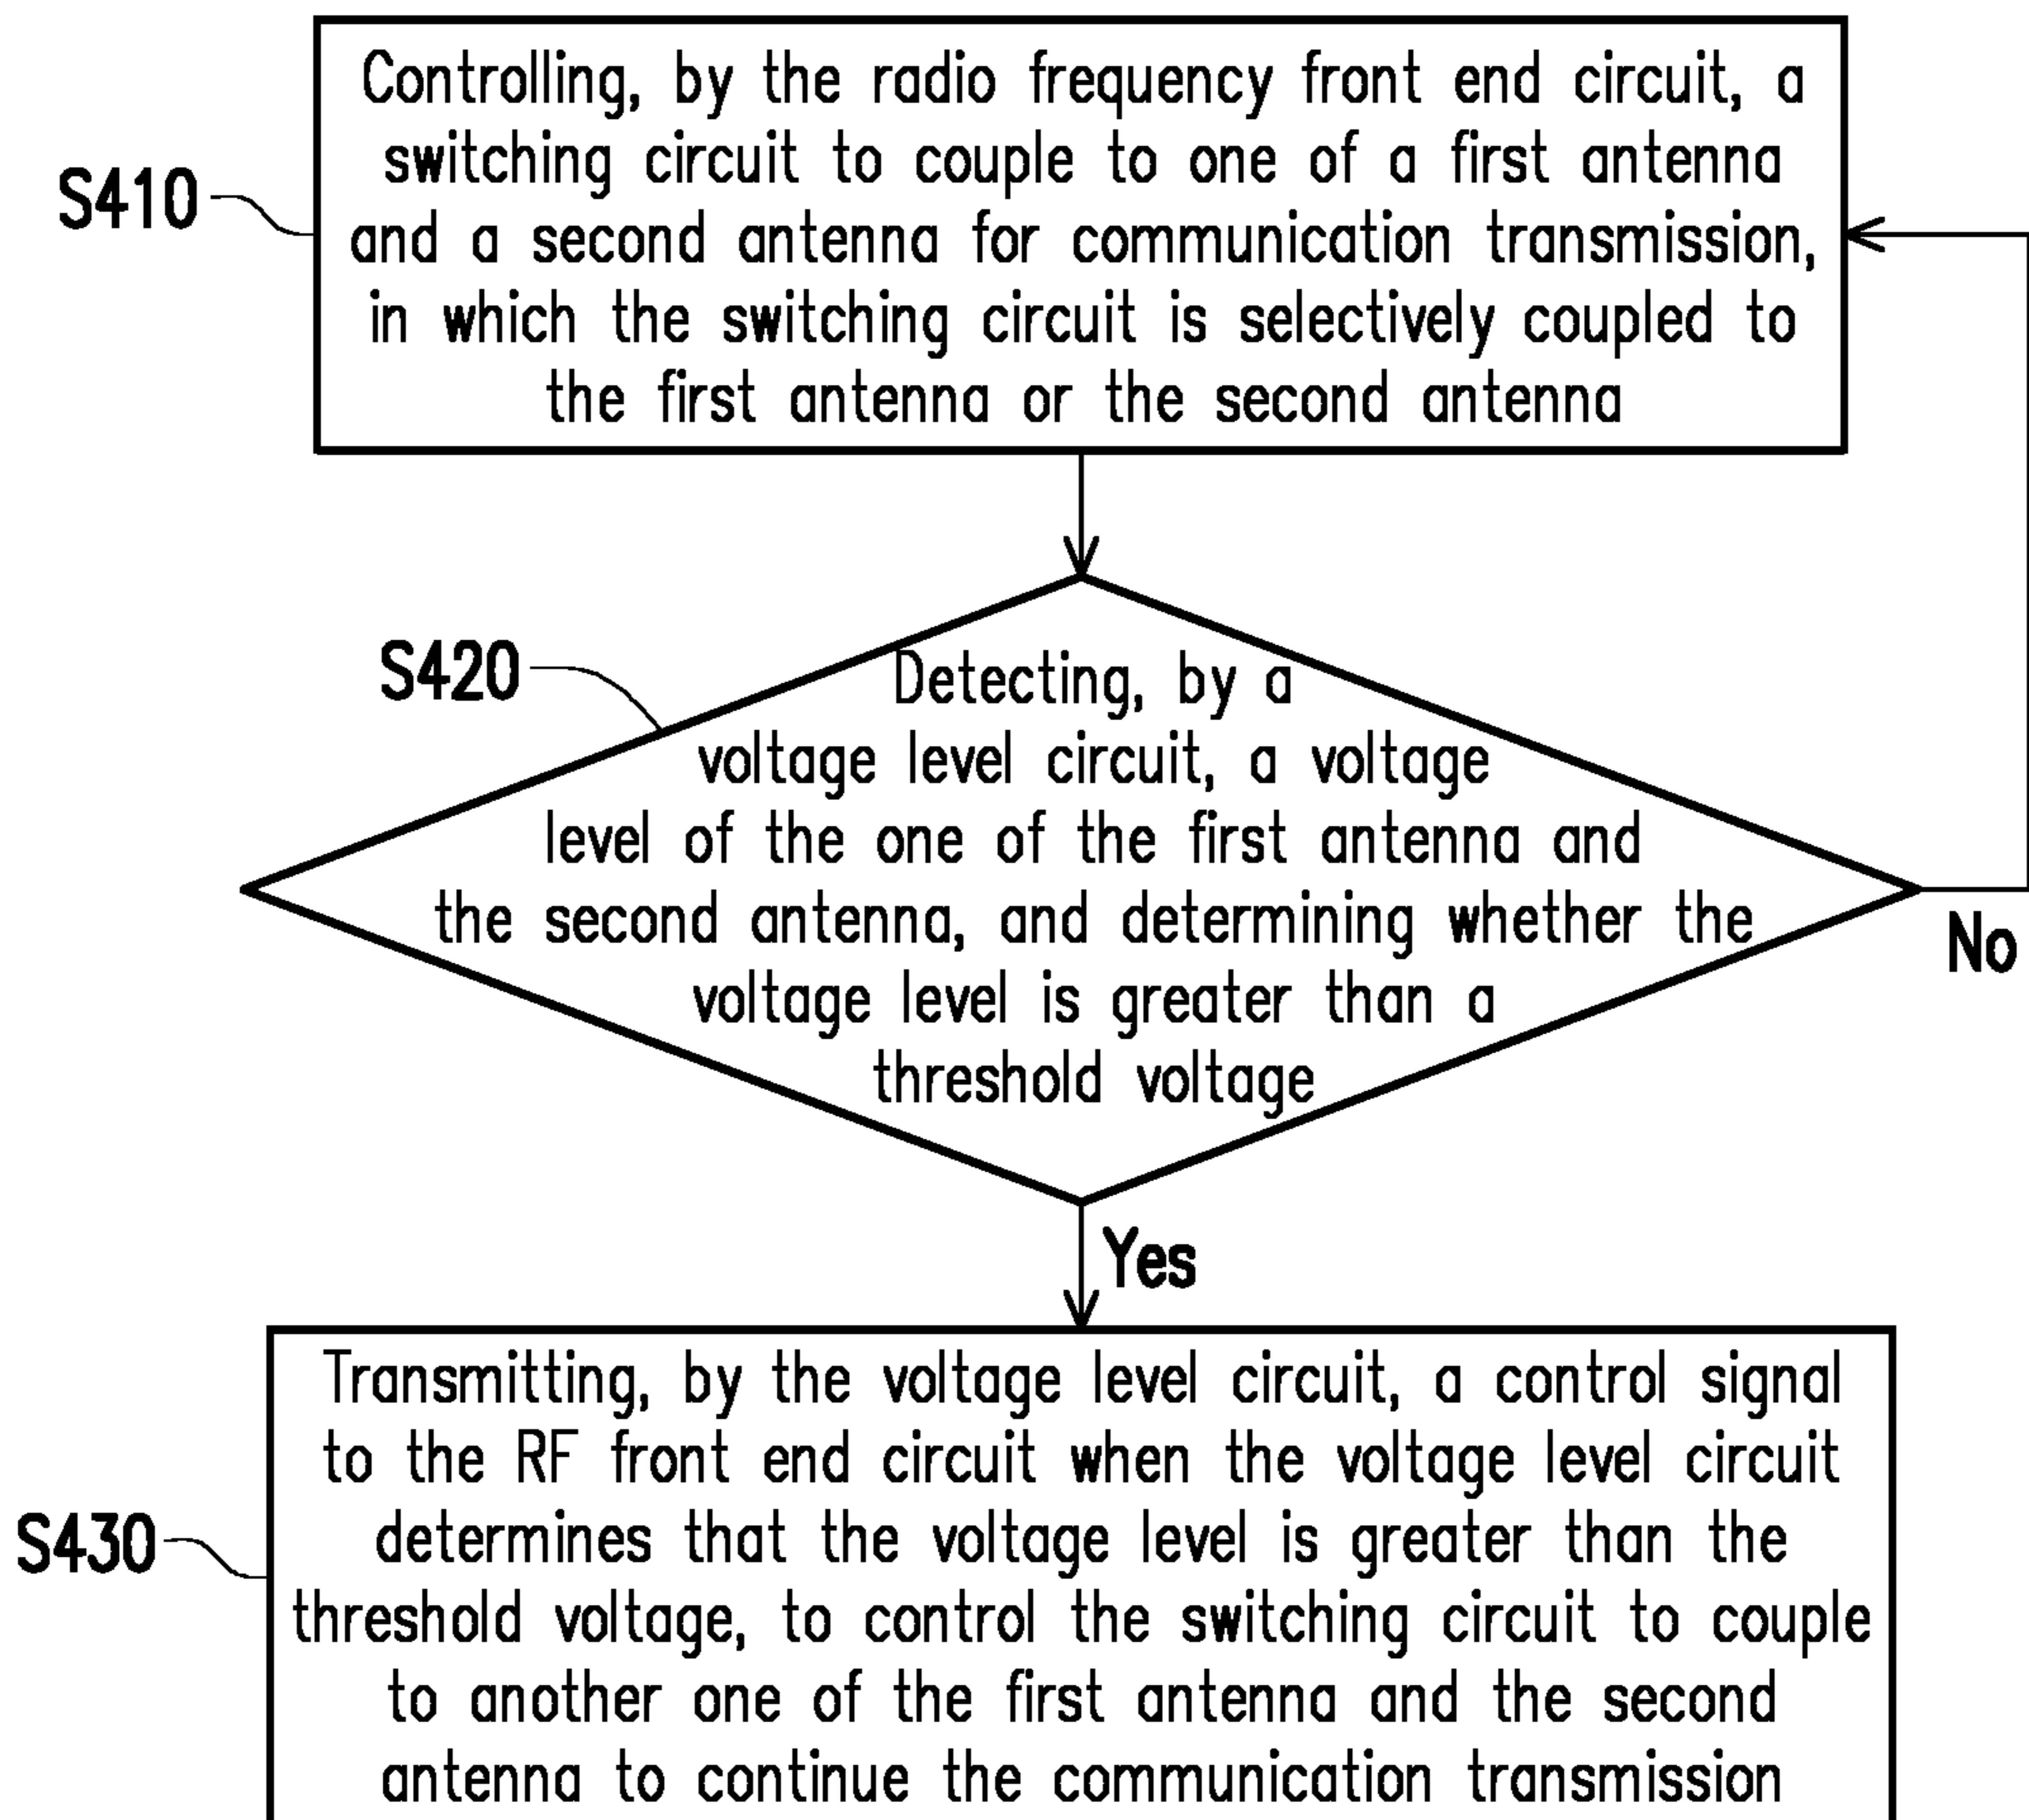 Controlling, by the radio frequency front end circuit, a
switching circuit to couple to one of a first antenna
and a second antenna for communication transmission,
in which the switching circuit is selectively coupled to
the first antenna or the second antenna
S410
S420
Detecting, by a
voltage level circuit, a voltage
level of the one of the first antenna and
the second antenna, and determining whether the
voltage level is greater than a
threshold voltage
No
Yes
Transmitting, by the voltage level circuit, a control signal
to the RF front end circuit when the voltage level circuit
determines that the voltage level is greater than the
threshold voltage, to control the switching circuit to couple
to another one of the first antenna and the second
antenna to continue the communication transmission
S430